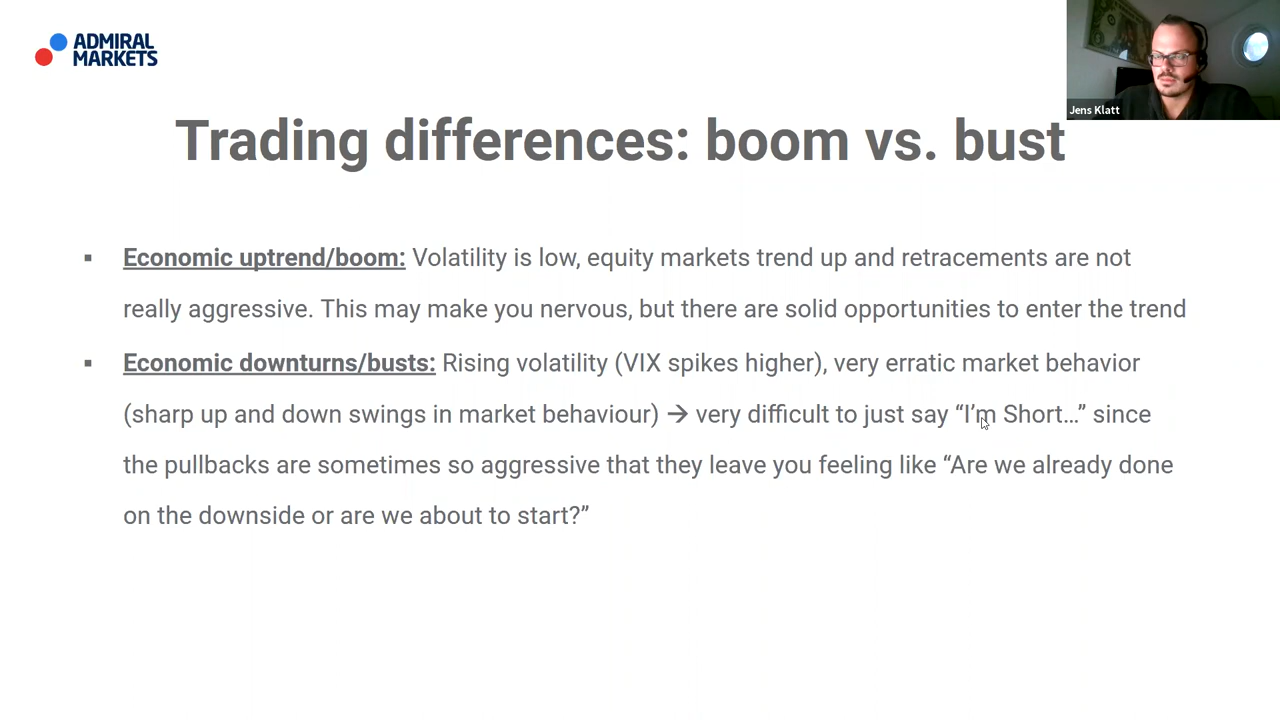 ADMIRAL
MARKETS
Jens Klatt
Trading differences: boom vs. bust
▪ Economic uptrend/boom: Volatility is low, equity markets trend up and retracements are not
really aggressive. This may make you nervous, but there are solid opportunities to enter the trend
▪ Economic downturns/busts: Rising volatility (VIX spikes higher), very erratic market behavior
(sharp up and down swings in market behaviour) → very difficult to just say “I’m Short…” since
the pullbacks are sometimes so aggressive that they leave you feeling like “Are we already done
on the downside or are we about to start?”